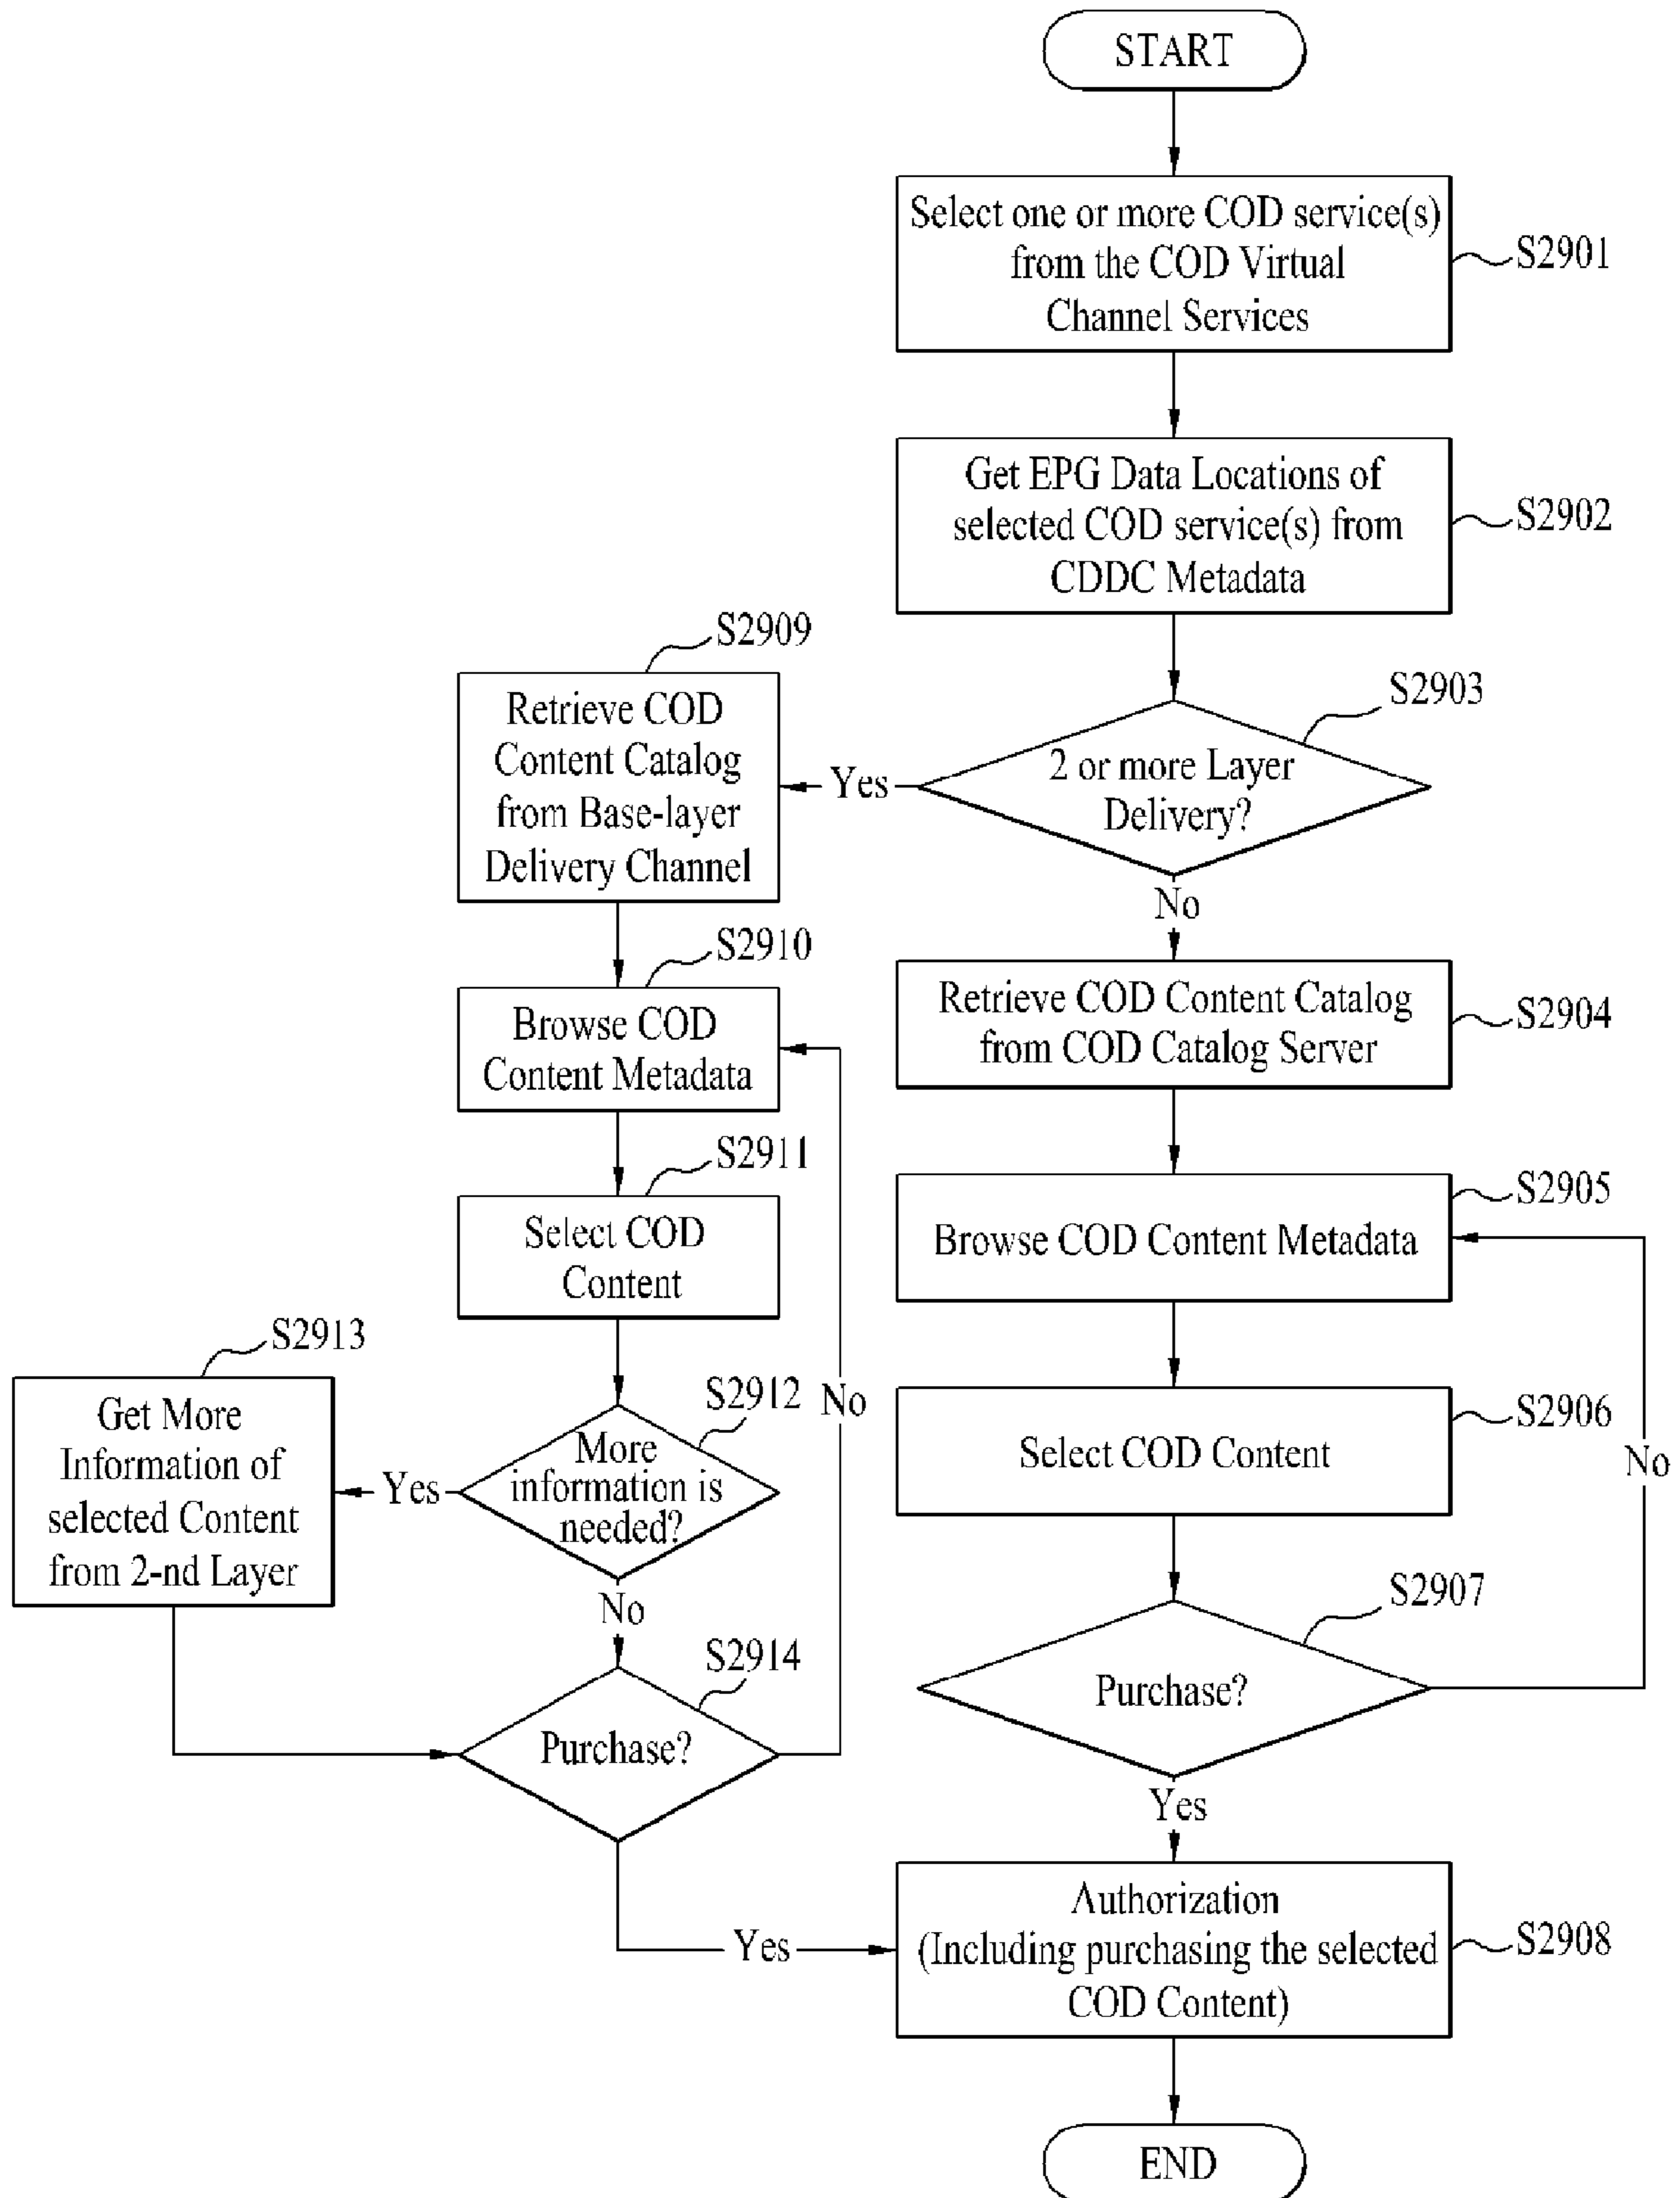 START
Select one or more COD service(s)
from the COD Virtual
Channel Services
S2901
Get EPG Data Locations of
selected COD service(s) from
CDDC Metadata
S2902
S2903
2 or more Layer
Delivery?
Yes
No
S2909
Retrieve COD
Content Catalog
from Base-layer
Delivery Channel
S2910
Browse COD
Content Metadata
S2911
Select COD
Content
S2912
More
information is
needed?
Yes
No
S2913
Get More
Information of
selected Content
from 2-nd Layer
S2914
Purchase?
No
Yes
Retrieve COD Content Catalog
from COD Catalog Server
S2904
Browse COD Content Metadata
S2905
Select COD Content
S2906
S2907
Purchase?
No
Yes
Authorization
(Including purchasing the selected
COD Content)
S2908
END